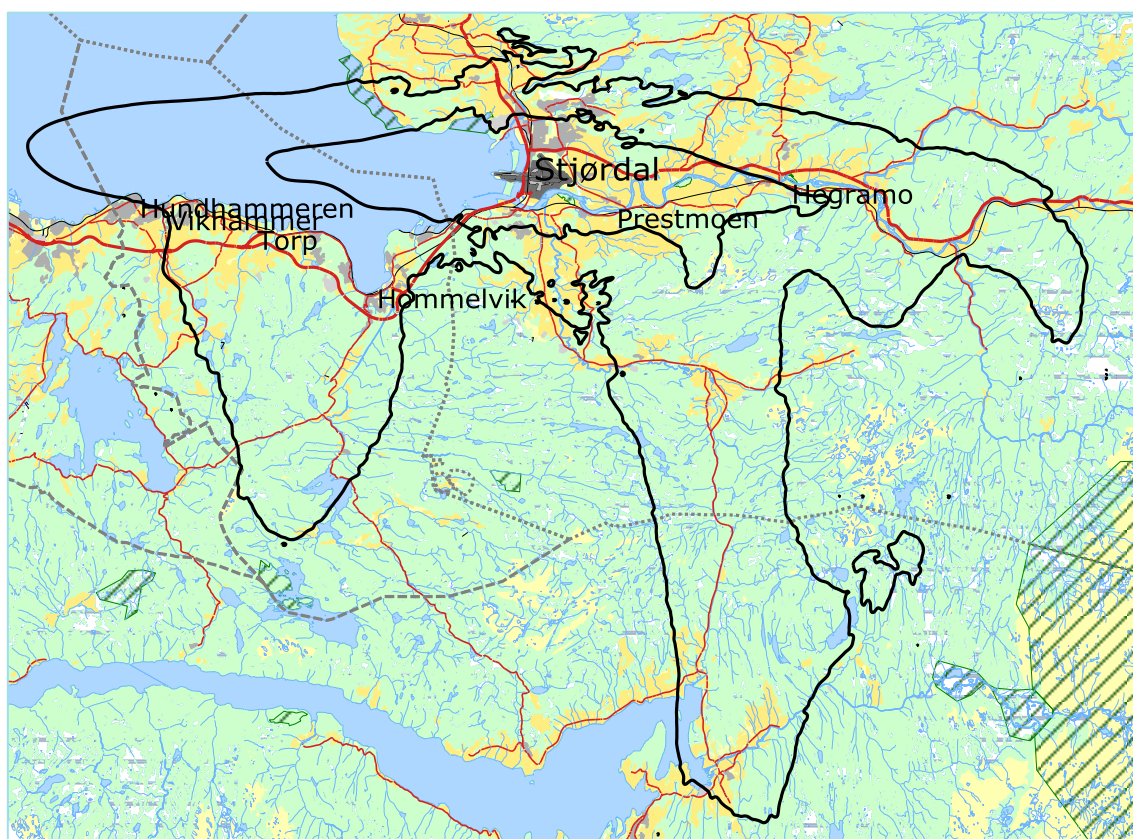 Stjørdal
Hegramo
Hundhammeren
Vikhammer
Prestmoen
Torp
Hommelvik